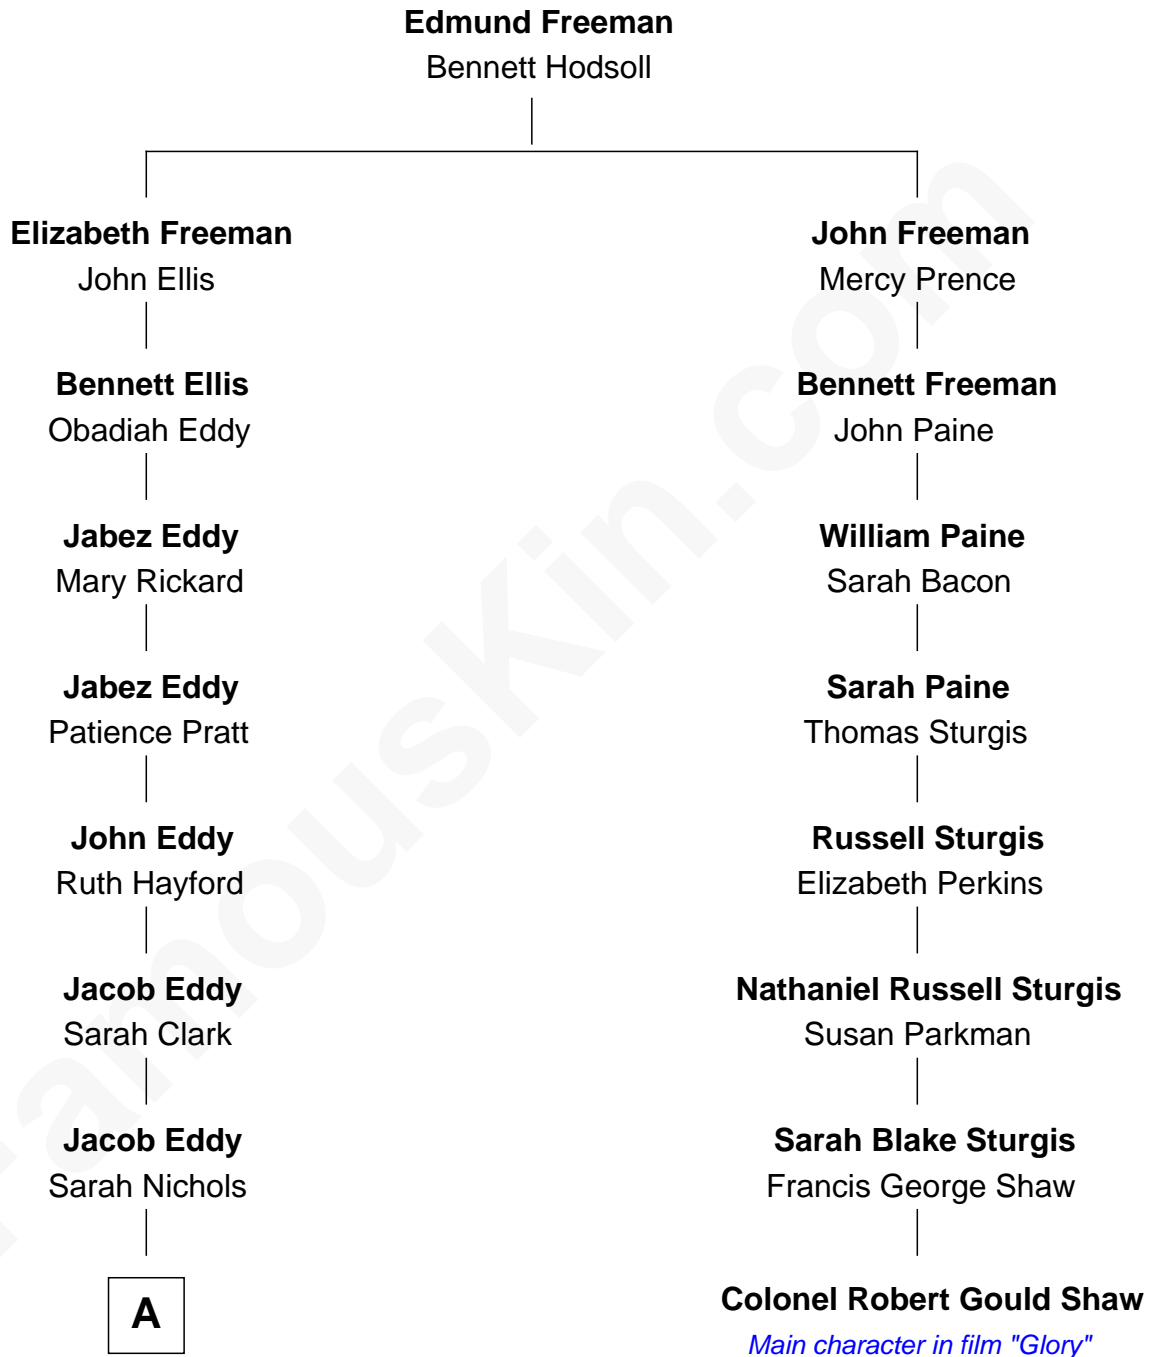 Edmund Freeman
Bennett Hodsoll
Elizabeth Freeman
John Ellis
John Freeman
Mercy Prence
Bennett Ellis
Obadiah Eddy
Bennett Freeman
John Paine
Jabez Eddy
Mary Rickard
William Paine
Sarah Bacon
Jabez Eddy
Patience Pratt
Sarah Paine
Thomas Sturgis
John Eddy
Ruth Hayford
Russell Sturgis
Elizabeth Perkins
Jacob Eddy
Sarah Clark
Nathaniel Russell Sturgis
Susan Parkman
Jacob Eddy
Sarah Nichols
Sarah Blake Sturgis
Francis George Shaw
A
Colonel Robert Gould Shaw
Main character in film "Glory"
FamousKin.com